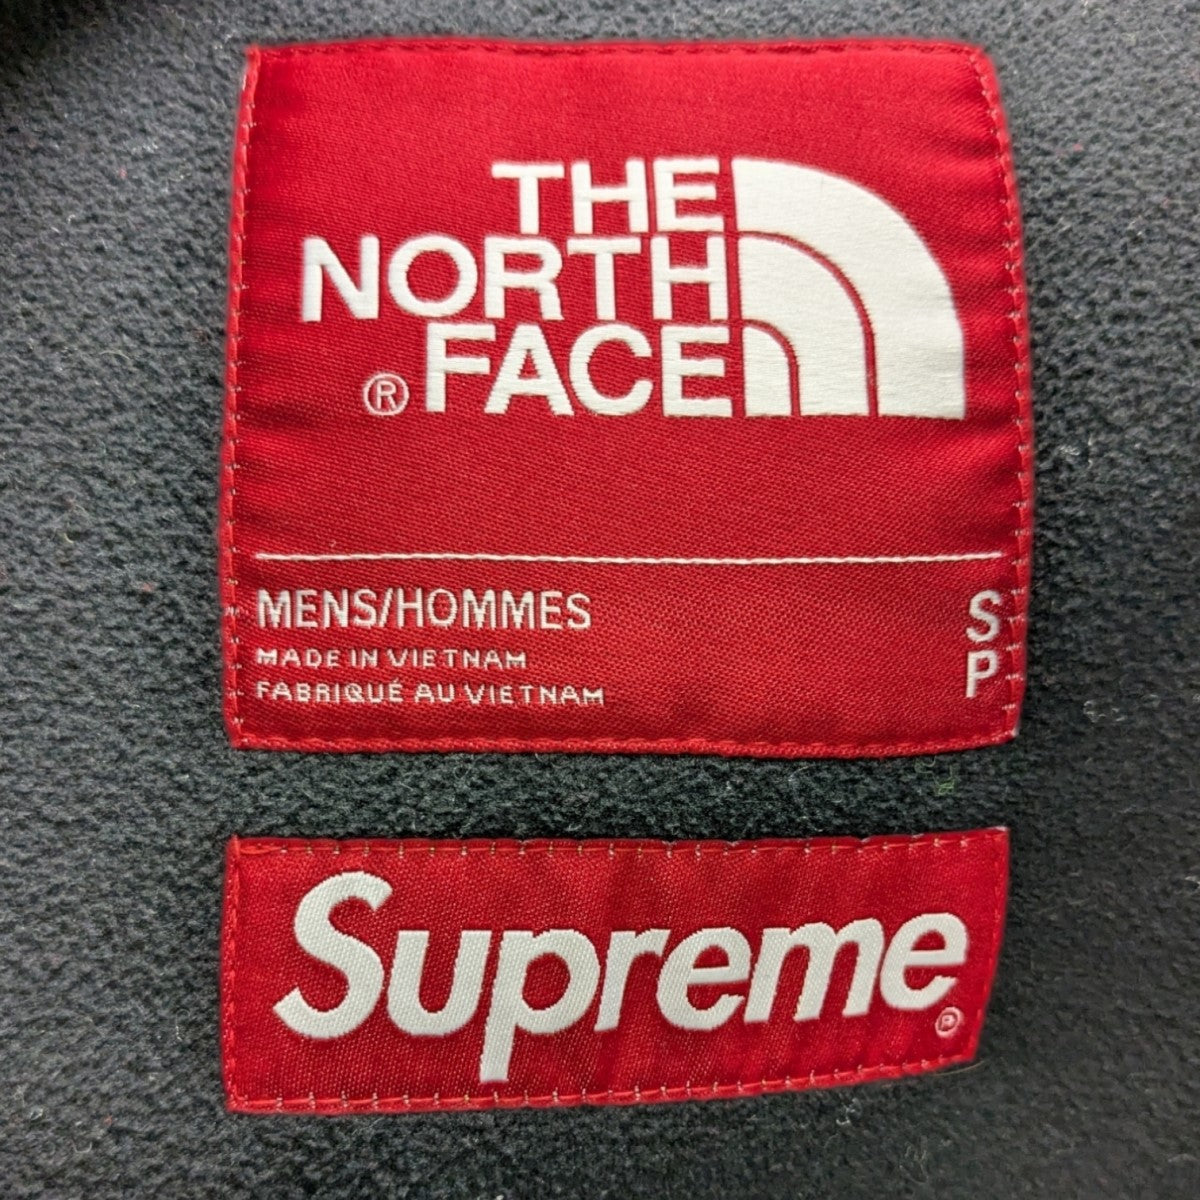 THE
NORTH
® FACE
MENS/HOMMES S
MADE IN VIETNAM P
FABRIQUÉ AU VIETNAM
Supreme ®